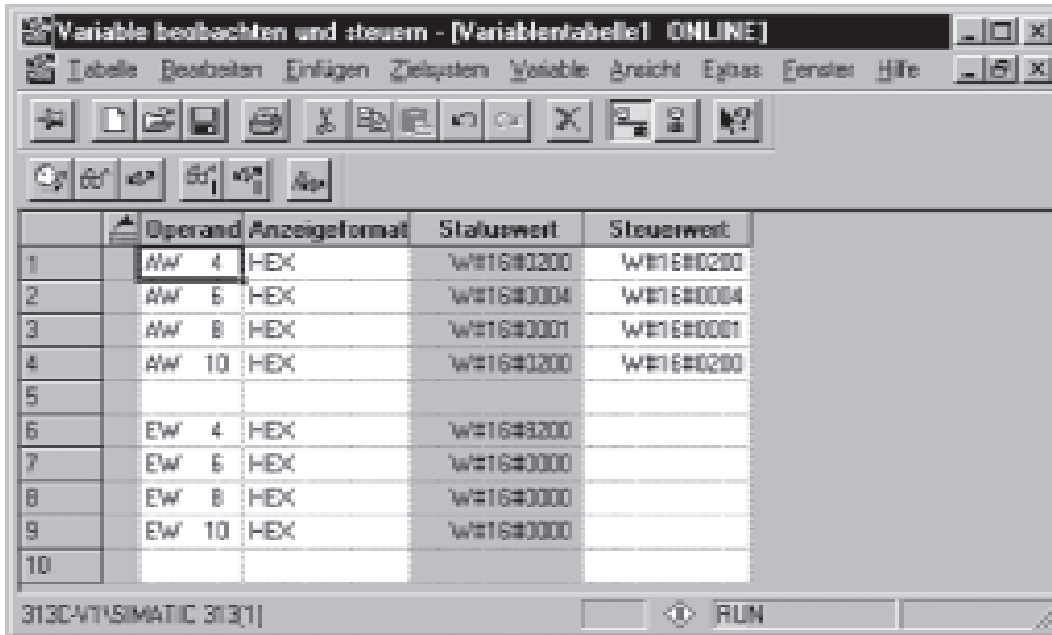 Variable beobachten und steuern - [Variablentabelle1 ONLINE]
Tabelle Bearbeiten Einfügen Zielsystem Variable Ansicht Extras Fenster Hilfe
Operand Anzeigeformat Statuswert Steuerwert
1 AW 4 HEX W#16#0200 W#16#0200
2 AW 6 HEX W#16#0004 W#16#0004
3 AW 8 HEX W#16#0001 W#16#0001
4 AW 10 HEX W#16#0200 W#16#0200
5
6 EW 4 HEX
7 EW 6 HEX W#16#0000
8 EW 8 HEX W#16#0000
9 EW 10 HEX W#16#0000
10
313C-V1\SIMATIC 313(1) RUN